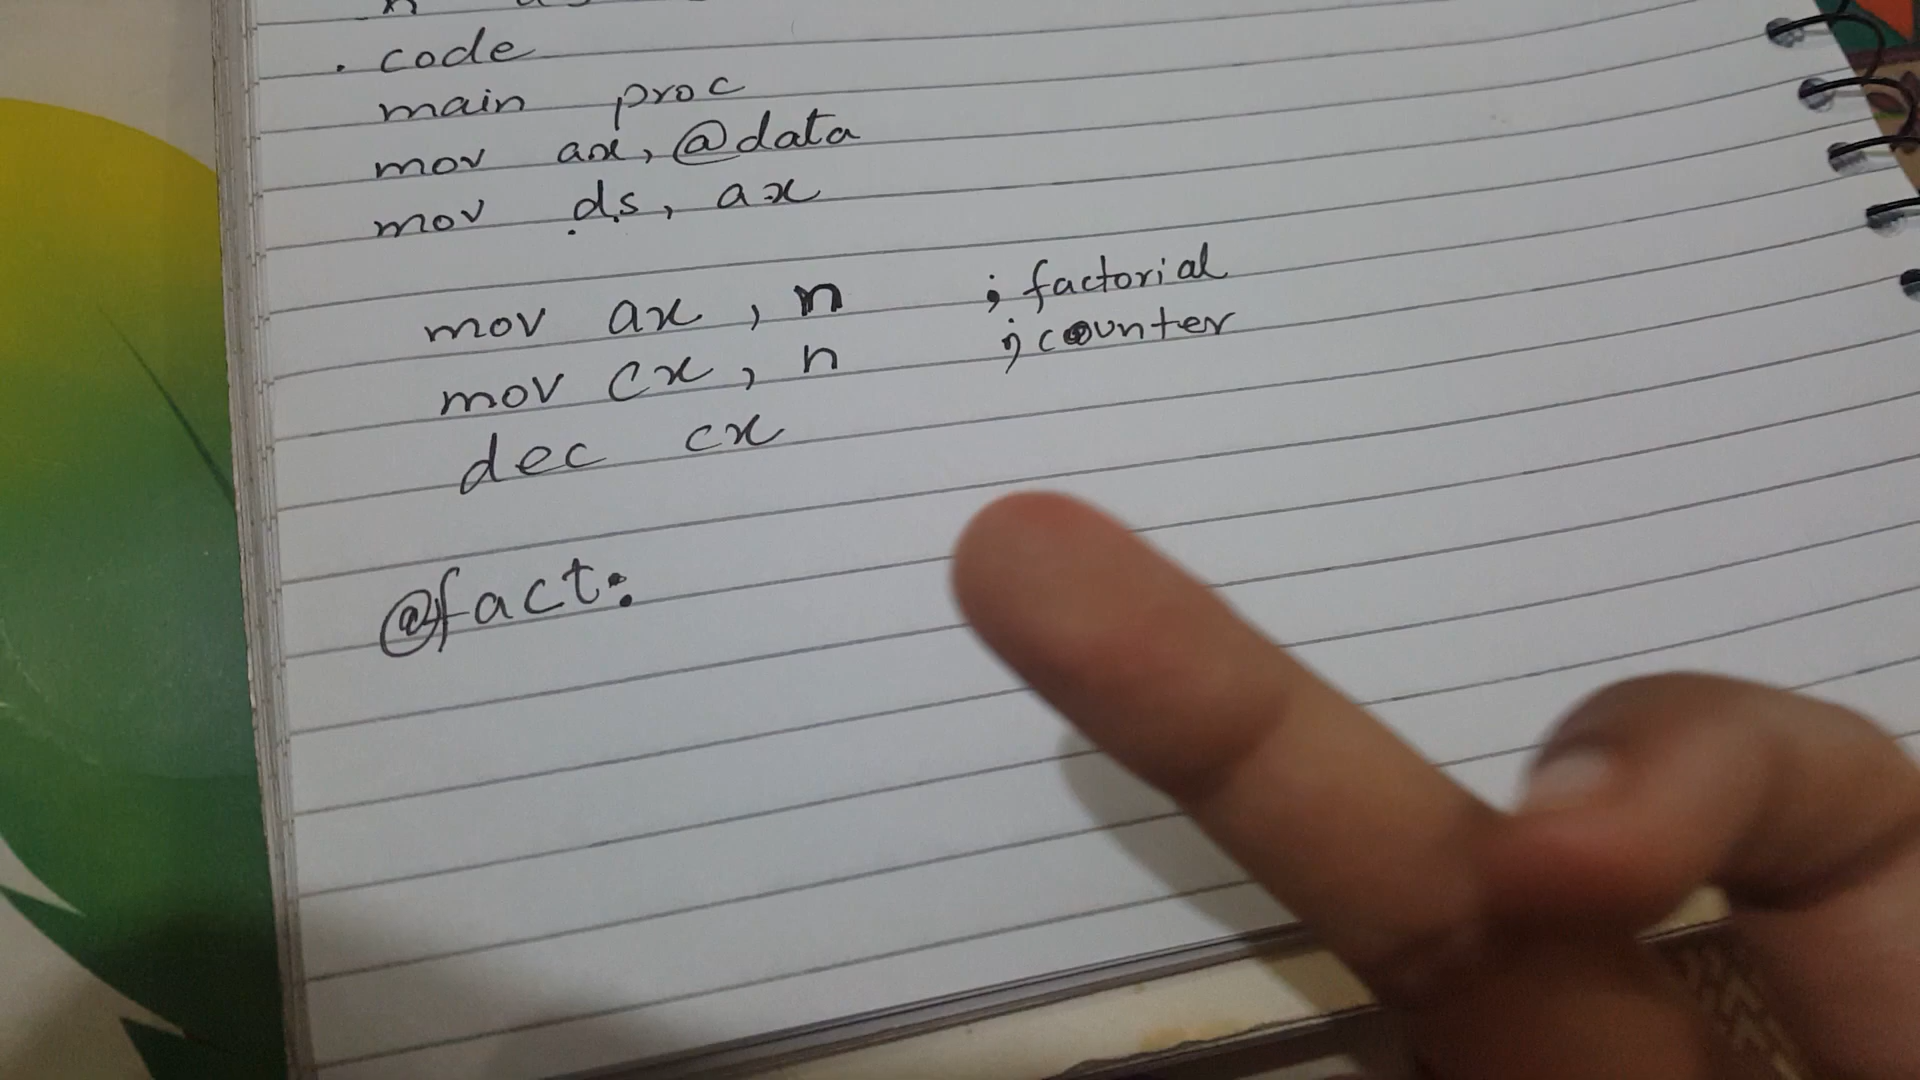 . code
main proc
mov ax, @data
mov ds, ax
mov ax, n ; factorial
mov cx, n ; counter
dec cx
@fact: